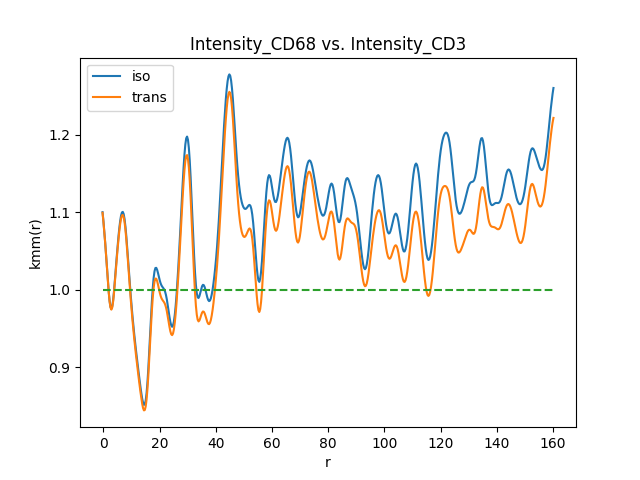 Intensity_CD68 vs. Intensity_CD3
iso
trans
kmm(r)
1.2
1.1
1.0
0.9
0 20 40 60 80 100 120 140 160
r